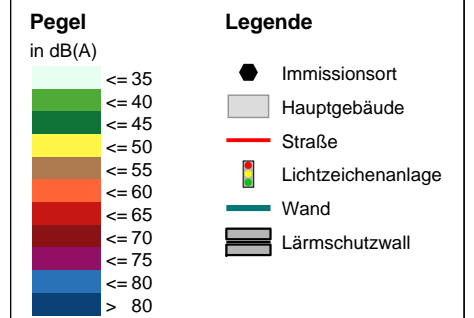 Pegel
in dB(A)
<= 35
<= 40
<= 45
<= 50
<= 55
<= 60
<= 65
<= 70
<= 75
<= 80
> 80
Legende
Immissionsort
Hauptgebäude
Straße
Lichtzeichenanlage
Wand
Lärmschutzwall